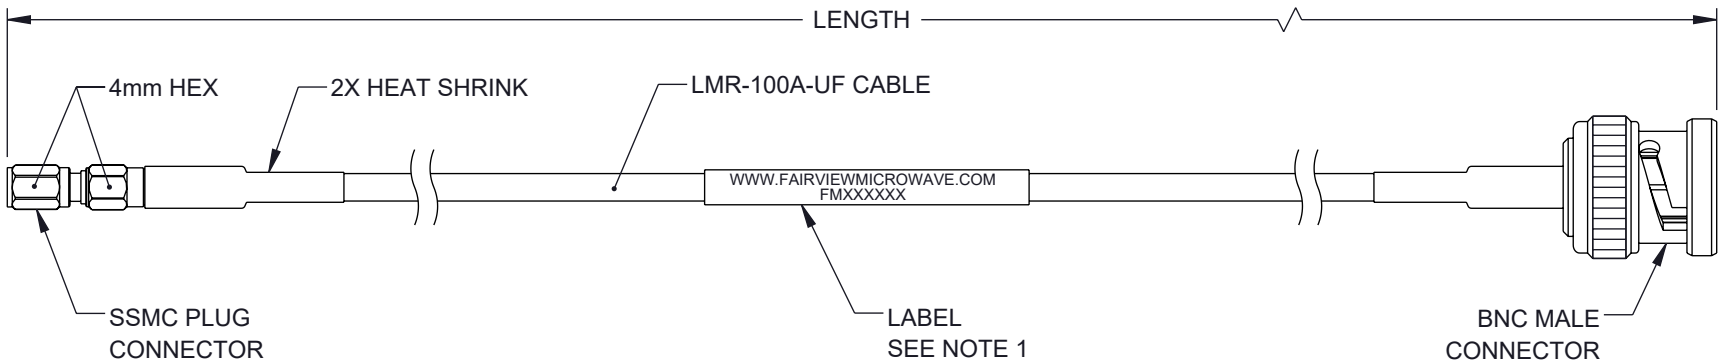 LENGTH
4mm HEX
2X HEAT SHRINK
LMR-100A-UF CABLE
WWW.FAIRVIEWMICROWAVE.COM
FMXXXXXX
SSMC PLUG
CONNECTOR
LABEL
SEE NOTE 1
BNC MALE
CONNECTOR